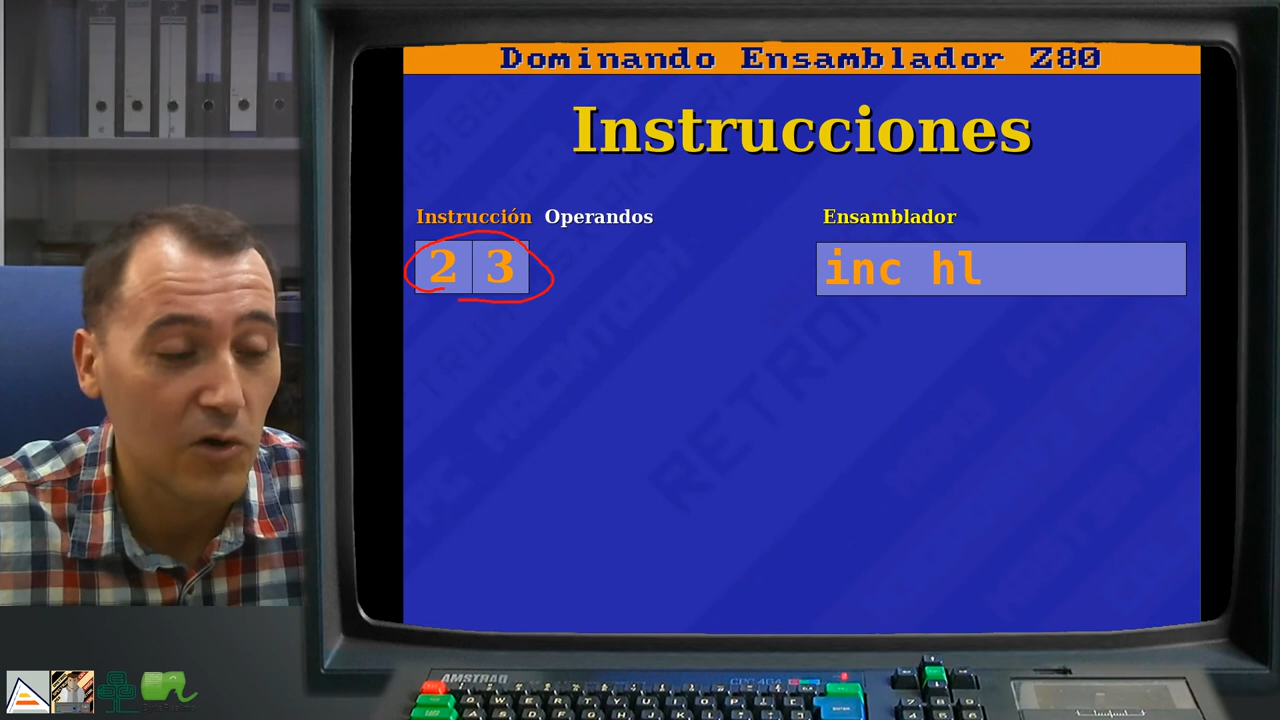 Dominando Ensamblador Z80
Instrucciones
Instrucción Operandos Ensamblador
2 3 inc hl
AMSTRAD